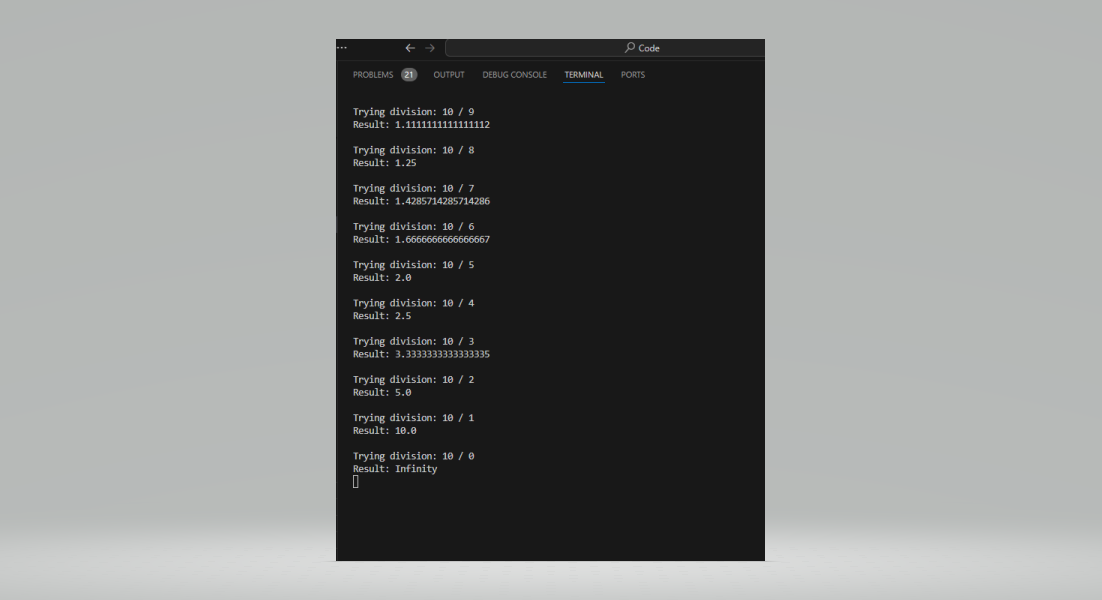 ...
Code
PROBLEMS 21 OUTPUT DEBUG CONSOLE TERMINAL PORTS
Trying division: 10 / 9
Result: 1.1111111111111112
Trying division: 10 / 8
Result: 1.25
Trying division: 10 / 7
Result: 1.4285714285714286
Trying division: 10 / 6
Result: 1.6666666666666667
Trying division: 10 / 5
Result: 2.0
Trying division: 10 / 4
Result: 2.5
Trying division: 10 / 3
Result: 3.3333333333333335
Trying division: 10 / 2
Result: 5.0
Trying division: 10 / 1
Result: 10.0
Trying division: 10 / 0
Result: Infinity